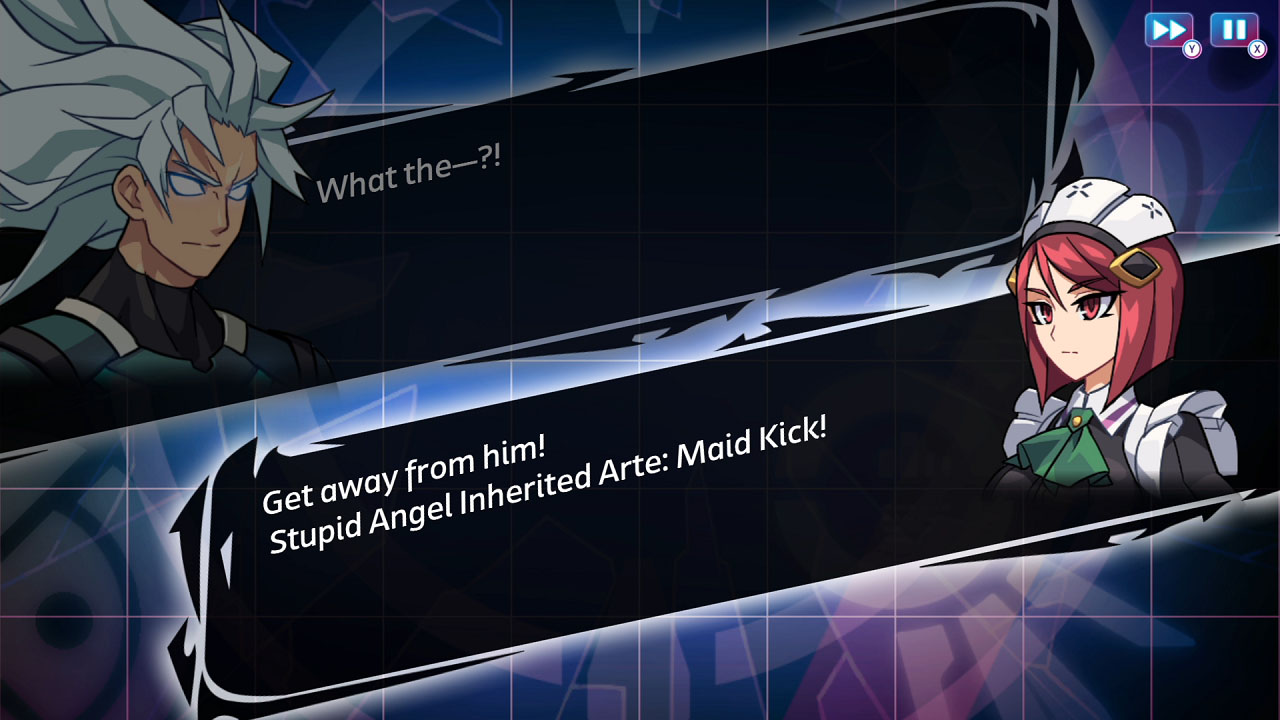 Y
X
What the—?!
Get away from him!
Stupid Angel Inherited Arte: Maid Kick!